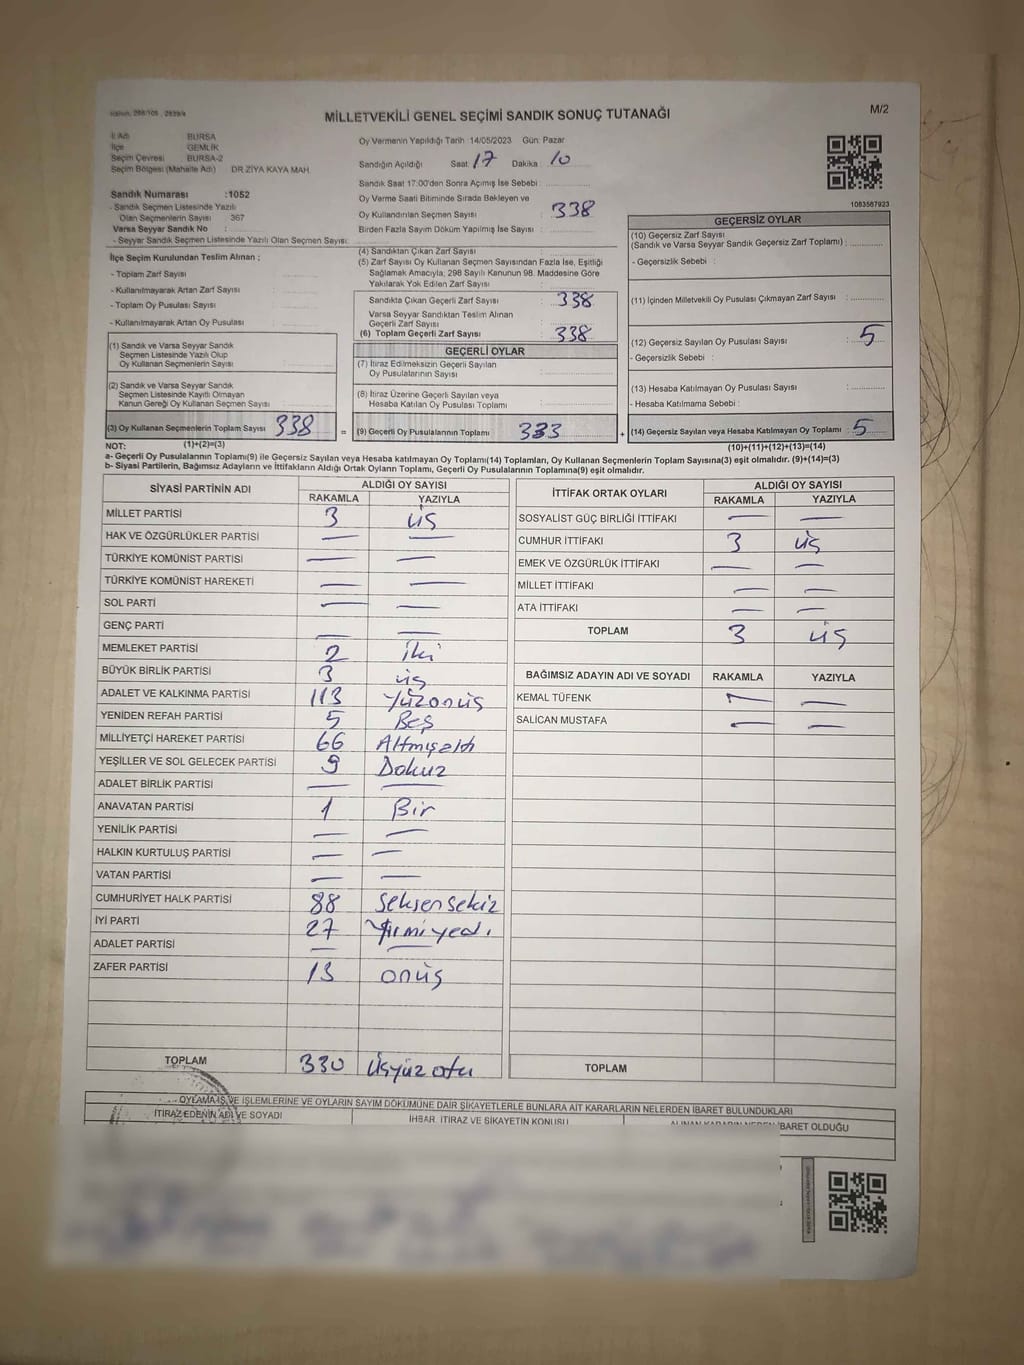 MİLLETVEKİLİ GENEL SEÇİMİ SANDIK SONUÇ TUTANAĞI
M/2
İl Adı BURSA
İlçe GEMLİK
Seçim Çevresi BURSA-2
Seçim Bölgesi (Mahalle Adı) DR.ZİYA KAYA MAH.
Sandık Numarası :1052
- Sandık Seçmen Listesinde Yazılı
Olan Seçmenlerin Sayısı 367
Varsa Seyyar Sandık No :
- Seyyar Sandık Seçmen Listesinde Yazılı Olan Seçmen Sayısı:
İlçe Seçim Kurulundan Teslim Alınan ;
- Toplam Zarf Sayısı
- Kullanılmayarak Artan Zarf Sayısı
- Toplam Oy Pusulası Sayısı
- Kullanılmayarak Artan Oy Pusulası
(1) Sandık ve Varsa Seyyar Sandık
Seçmen Listesinde Yazılı Olup
Oy Kullanan Seçmenlerin Sayısı
(2) Sandık ve Varsa Seyyar Sandık
Seçmen Listesinde Kayıtlı Olmayan
Kanun Gereği Oy Kullanan Seçmen Sayısı
(3) Oy Kullanan Seçmenlerin Toplam Sayısı 338
(1)+(2)=(3)
Oy Vermenin Yapıldığı Tarih 14/05/2023 Gün: Pazar
Sandığın Açıldığı Saat 17 Dakika 10
Sandık Saat 17:00'den Sonra Açımış İse Sebebi :
Oy Verme Saati Bitiminde Sırada Bekleyen ve
Oy Kullandırılan Seçmen Sayısı : 338
Birden Fazla Sayım Döküm Yapılmış İse Sayısı :
(4) Sandıktan Çıkan Zarf Sayısı
(5) Zarf Sayısı Oy Kullanan Seçmen Sayısından Fazla İse, Eşitliği
Sağlamak Amacıyla, 298 Sayılı Kanunun 98. Maddesine Göre
Yakılarak Yok Edilen Zarf Sayısı
Sandıkta Çıkan Geçerli Zarf Sayısı : 338
Varsa Seyyar Sandıktan Teslim Alınan
Geçerli Zarf Sayısı
(6) Toplam Geçerli Zarf Sayısı : 338
GEÇERLİ OYLAR
(7) İtiraz Edilmeksizin Geçerli Sayılan
Oy Pusulalarının Sayısı
(8) İtiraz Üzerine Geçerli Sayılan veya
Hesaba Katılan Oy Pusulası Toplamı
= (9) Geçerli Oy Pusulalarının Toplamı 333
1083567923
GEÇERSİZ OYLAR
(10) Geçersiz Zarf Sayısı
(Sandık ve Varsa Seyyar Sandık Geçersiz Zarf Toplamı) :
- Geçersizlik Sebebi :
(11) İçinden Milletvekili Oy Pusulası Çıkmayan Zarf Sayısı
(12) Geçersiz Sayılan Oy Pusulası Sayısı : 5
- Geçersizlik Sebebi :
(13) Hesaba Katılmayan Oy Pusulası Sayısı
- Hesaba Katılmama Sebebi :
+ (14) Geçersiz Sayılan veya Hesaba Katılmayan Oy Toplamı : 5
(10)+(11)+(12)+(13)=(14)
NOT:
a- Geçerli Oy Pusulalarının Toplamı(9) ile Geçersiz Sayılan veya Hesaba katılmayan Oy Toplamı(14) Toplamları, Oy Kullanan Seçmenlerin Toplam Sayısına(3) eşit olmalıdır. (9)+(14)=(3)
b- Siyasi Partilerin, Bağımsız Adayların ve İttifakların Aldığı Ortak Oyların Toplamı, Geçerli Oy Pusulalarının Toplamına(9) eşit olmalıdır.
SİYASİ PARTİNİN ADI ALDIĞI OY SAYISI
RAKAMLA YAZIYLA
MİLLET PARTİSİ 3 üç
HAK VE ÖZGÜRLÜKLER PARTİSİ — —
TÜRKİYE KOMÜNİST PARTİSİ — —
TÜRKİYE KOMÜNİST HAREKETİ — —
SOL PARTİ — —
GENÇ PARTİ — —
MEMLEKET PARTİSİ 2 iki
BÜYÜK BİRLİK PARTİSİ 3 üç
ADALET VE KALKINMA PARTİSİ 113 Yüzonüç
YENİDEN REFAH PARTİSİ 5 Beş
MİLLİYETÇİ HAREKET PARTİSİ 66 Altmışaltı
YEŞİLLER VE SOL GELECEK PARTİSİ 9 Dokuz
ADALET BİRLİK PARTİSİ — —
ANAVATAN PARTİSİ 1 Bir
YENİLİK PARTİSİ — —
HALKIN KURTULUŞ PARTİSİ — —
VATAN PARTİSİ — —
CUMHURİYET HALK PARTİSİ 88 Seksensekiz
İYİ PARTİ 27 Yirmiyedi
ADALET PARTİSİ — —
ZAFER PARTİSİ 13 onüç
TOPLAM 330 Üçyüzotuz
İTTİFAK ORTAK OYLARI ALDIĞI OY SAYISI
RAKAMLA YAZIYLA
SOSYALİST GÜÇ BİRLİĞİ İTTİFAKI — —
CUMHUR İTTİFAKI 3 üç
EMEK VE ÖZGÜRLÜK İTTİFAKI — —
MİLLET İTTİFAKI — —
ATA İTTİFAKI — —
TOPLAM 3 üç
BAĞIMSIZ ADAYIN ADI VE SOYADI RAKAMLA YAZIYLA
KEMAL TÜFENK — —
SALİCAN MUSTAFA — —
TOPLAM
OYLAMA İŞ VE İŞLEMLERİNE VE OYLARIN SAYIM DÖKÜMÜNE DAİR ŞİKAYETLERLE BUNLARA AİT KARARLARIN NELERDEN İBARET BULUNDUKLARI
İTİRAZ EDENİN ADI VE SOYADI
İHBAR, İTİRAZ VE ŞİKAYETİN KONUSU
İBARET OLDUĞU